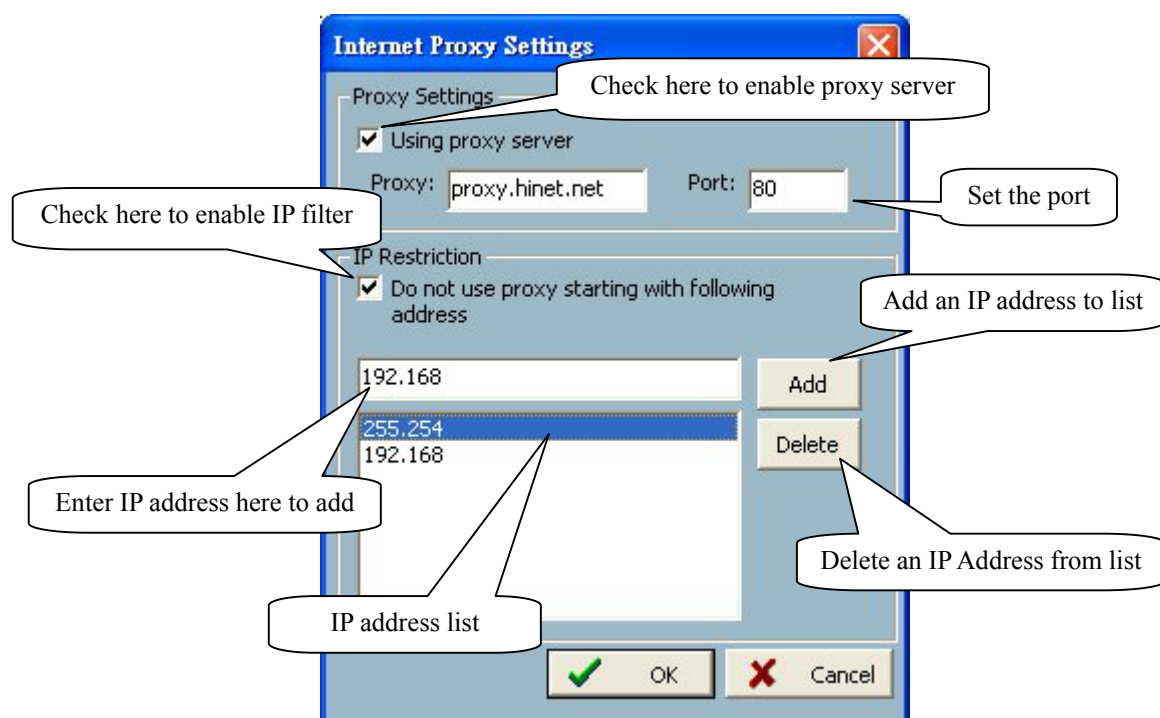 Internet Proxy Settings
Check here to enable proxy server
Proxy Settings
Using proxy server
Proxy:
proxy.hinet.net
Port:
80
Set the port
Check here to enable IP filter
IP Restriction
Do not use proxy starting with following
address
Add an IP address to list
192.168
Add
255.254
192.168
Delete
Enter IP address here to add
Delete an IP Address from list
IP address list
OK
Cancel